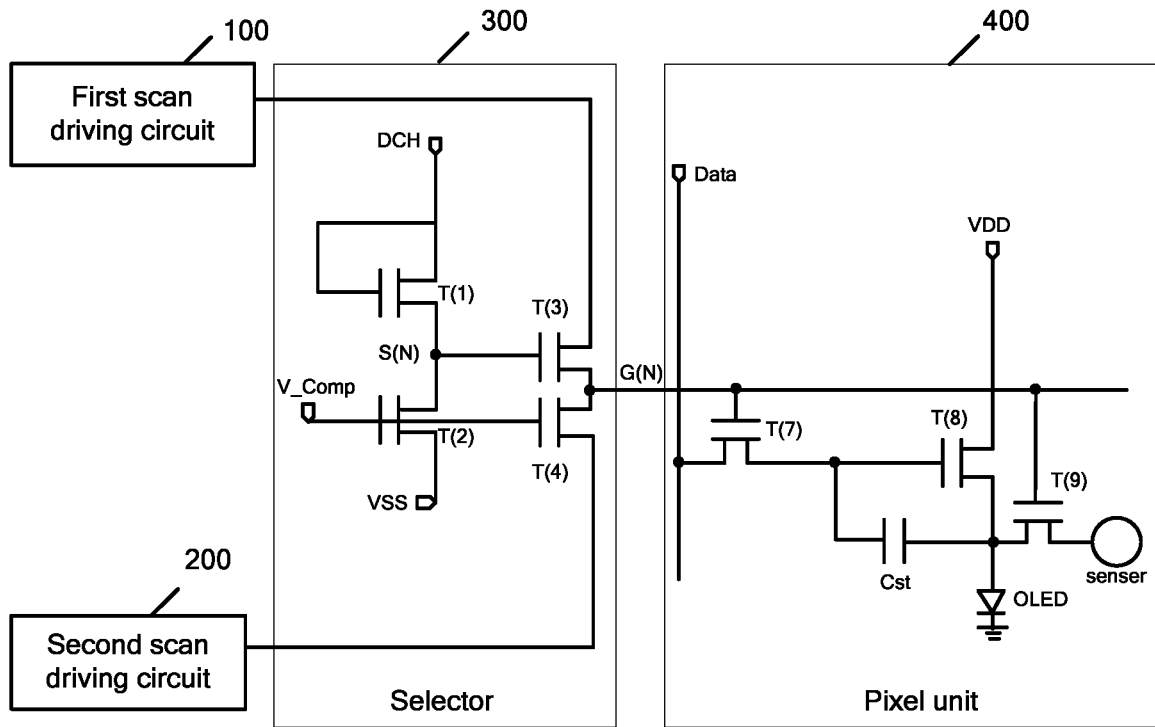 100
300
400
First scan
driving circuit
DCH
Data
VDD
T(1)
T(3)
S(N)
G(N)
V_Comp
T(2)
T(7)
T(8)
T(4)
T(9)
VSS
Cst
senser
OLED
200
Second scan
driving circuit
Selector
Pixel unit